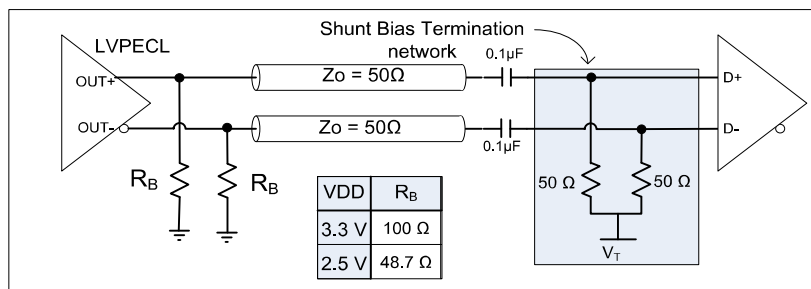 Shunt Bias Termination
network
LVPECL
0.1µF
OUT+
Zo = 50Ω
D+
OUT-
Zo = 50Ω
D-
0.1µF
RB
RB
50 Ω
50 Ω
VDD RB
3.3 V 100 Ω
2.5 V 48.7 Ω
VT